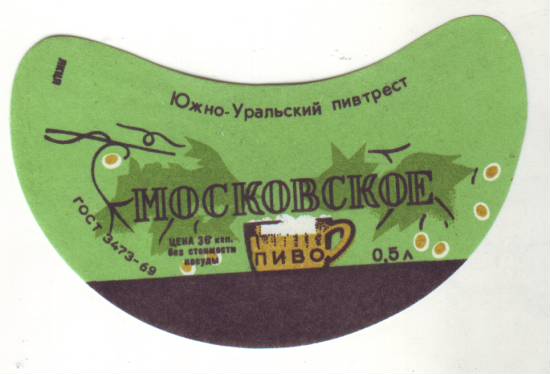 Южно-Уральский пивтрест
МОСКОВСКОЕ
ГОСТ 3473-69
ЦЕНА 36 коп.
без стоимости
посуды
ПИВО
0,5 л